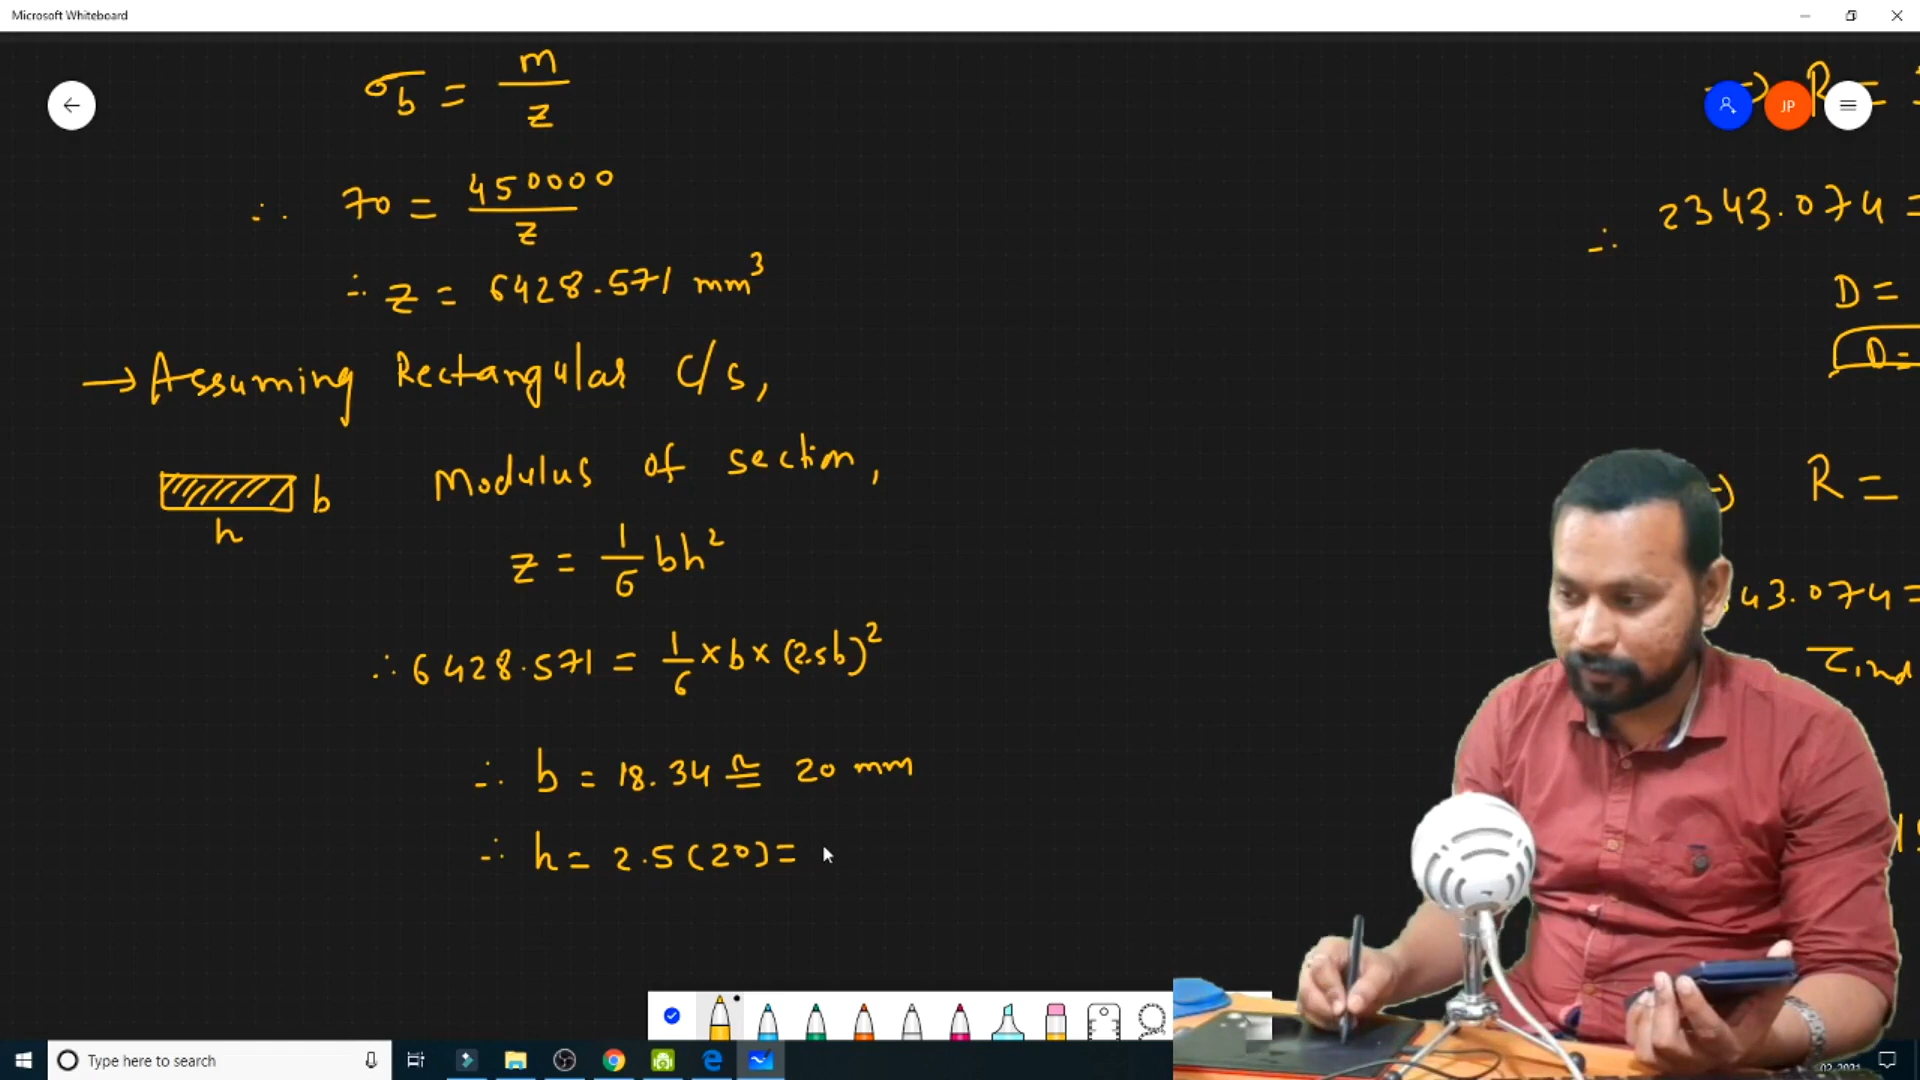 Microsoft Whiteboard
σb = m/z
∴ 70 = 450000/z
∴ z = 6428.571 mm³
→ Assuming Rectangular C/s,
b
h
Modulus of section,
z = 1/6 bh²
∴ 6428.571 = 1/6 × b × (2.5b)²
∴ b = 18.34 ≅ 20 mm
∴ h = 2.5(20) =
⇒ R =
JP
∴ 2343.074 =
D =
D =
⇒ R =
43.074 =
τind
Type here to search